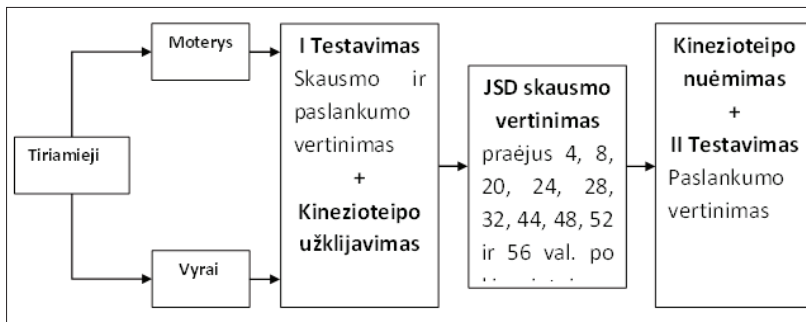 Tiriamieji
Moterys
Vyrai
I Testavimas
Skausmo ir
paslankumo
vertinimas
+
Kinezioteipo
užklijavimas
JSD skausmo
vertinimas
praėjus 4, 8,
20, 24, 28,
32, 44, 48, 52
ir 56 val. po
Kinezioteipo
nuėmimas
+
II Testavimas
Paslankumo
vertinimas